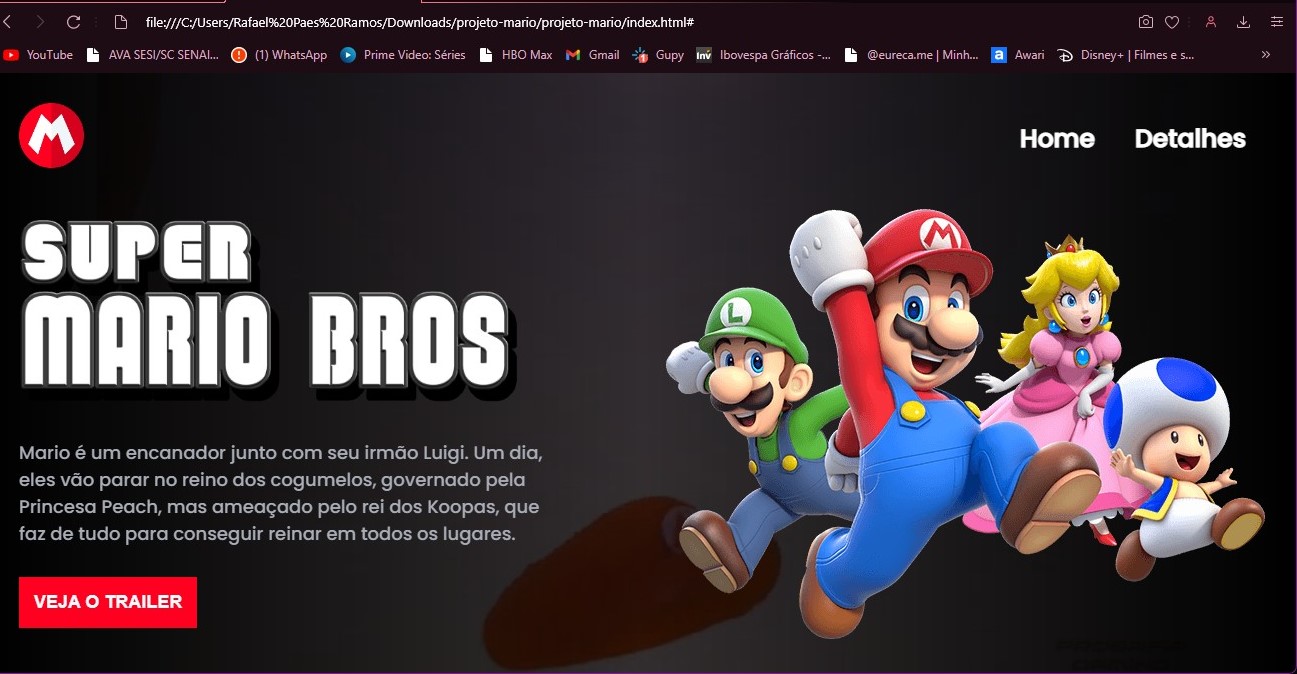 file:///C:/Users/Rafael%20Paes%20Ramos/Downloads/projeto-mario/projeto-mario/index.html#
YouTube AVA SESI/SC SENAI... (1) WhatsApp Prime Video: Séries HBO Max Gmail Gupy Inv Ibovespa Gráficos -... @eureca.me | Minh... a Awari Disney+ | Filmes e s... »
M Home Detalhes
SUPER
MARIO BROS
M
L
Mario é um encanador junto com seu irmão Luigi. Um dia,
eles vão parar no reino dos cogumelos, governado pela
Princesa Peach, mas ameaçado pelo rei dos Koopas, que
faz de tudo para conseguir reinar em todos os lugares.
VEJA O TRAILER